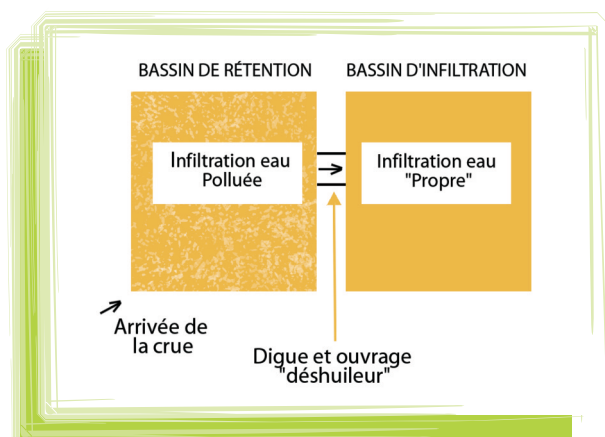 BASSIN DE RÉTENTION
BASSIN D'INFILTRATION
Infiltration eau
Polluée
Infiltration eau
"Propre"
Arrivée de
la crue
Digue et ouvrage
"déshuileur"